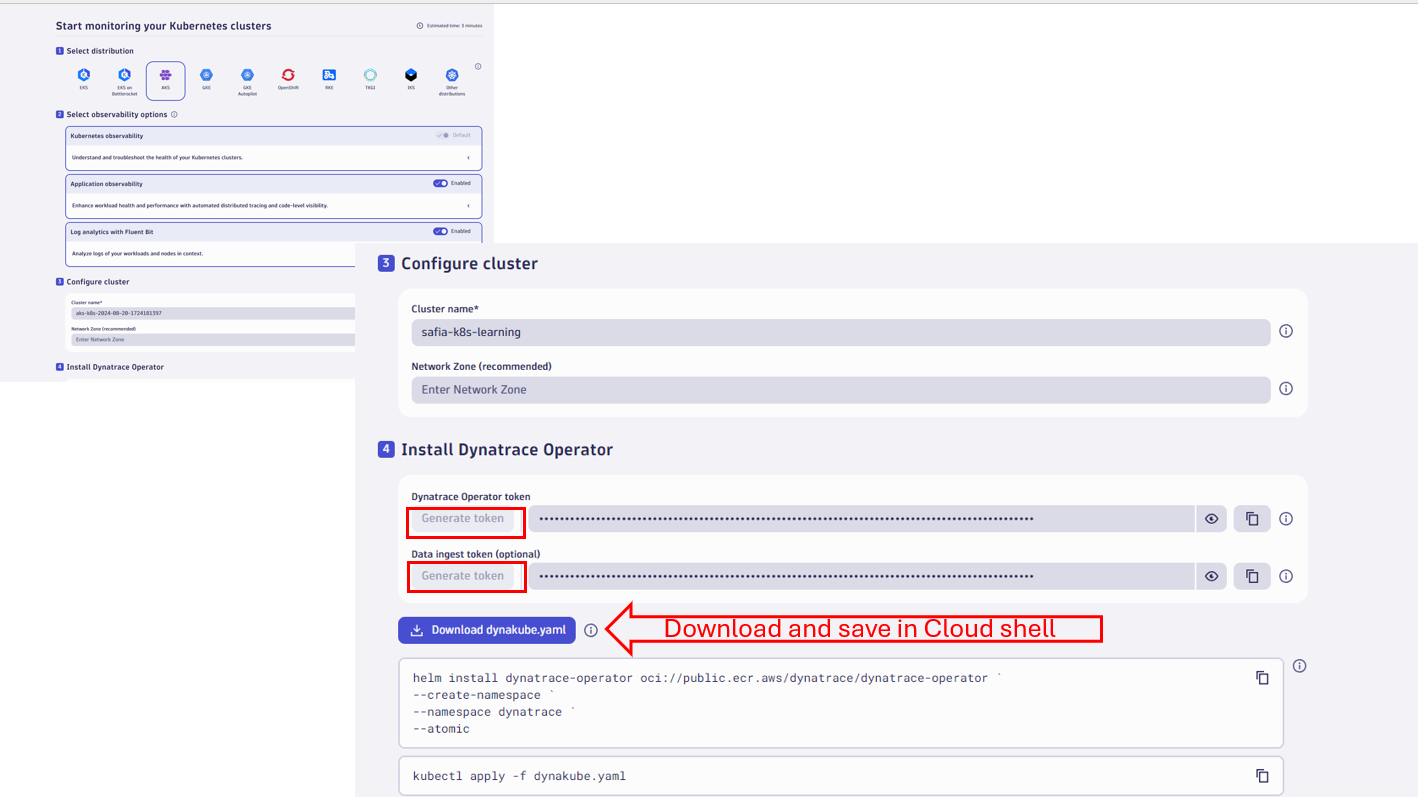 Start monitoring your Kubernetes clusters
Estimated time: 3 minutes
1 Select distribution
EKS
EKS on Bottlerocket
AKS
GKE
GKE Autopilot
OpenShift
RKE
TKGI
IKS
Other distributions
2 Select observability options
Kubernetes observability
Default
Understand and troubleshoot the health of your Kubernetes clusters.
Application observability
Enabled
Enhance workload health and performance with automated distributed tracing and code-level visibility.
Log analytics with Fluent Bit
Enabled
Analyze logs of your workloads and nodes in context.
3 Configure cluster
Cluster name*
aks-k8s-2024-08-20-1724181397
Network Zone (recommended)
Enter Network Zone
4 Install Dynatrace Operator
3 Configure cluster
Cluster name*
safia-k8s-learning
Network Zone (recommended)
Enter Network Zone
4 Install Dynatrace Operator
Dynatrace Operator token
Generate token
Data ingest token (optional)
Generate token
Download dynakube.yaml
Download and save in Cloud shell
helm install dynatrace-operator oci://public.ecr.aws/dynatrace/dynatrace-operator `
--create-namespace `
--namespace dynatrace `
--atomic
kubectl apply -f dynakube.yaml